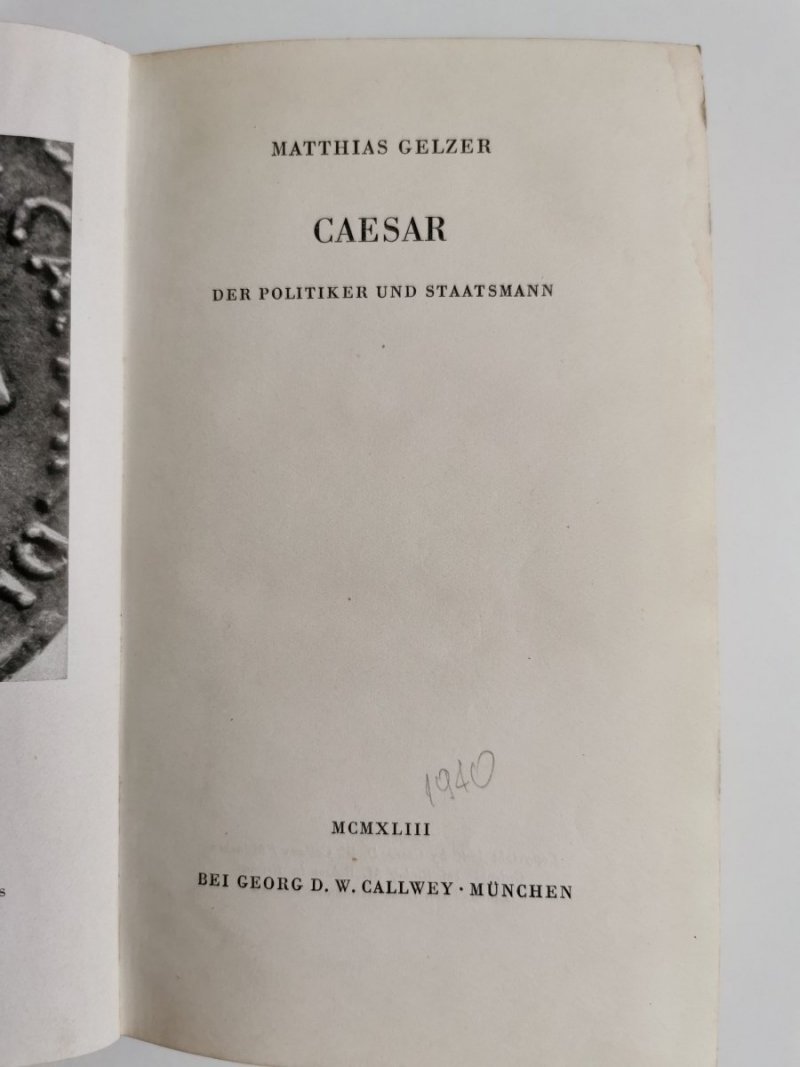 MATTHIAS GELZER
CAESAR
DER POLITIKER UND STAATSMANN
1940
MCMXLIII
BEI GEORG D. W. CALLWEY · MÜNCHEN